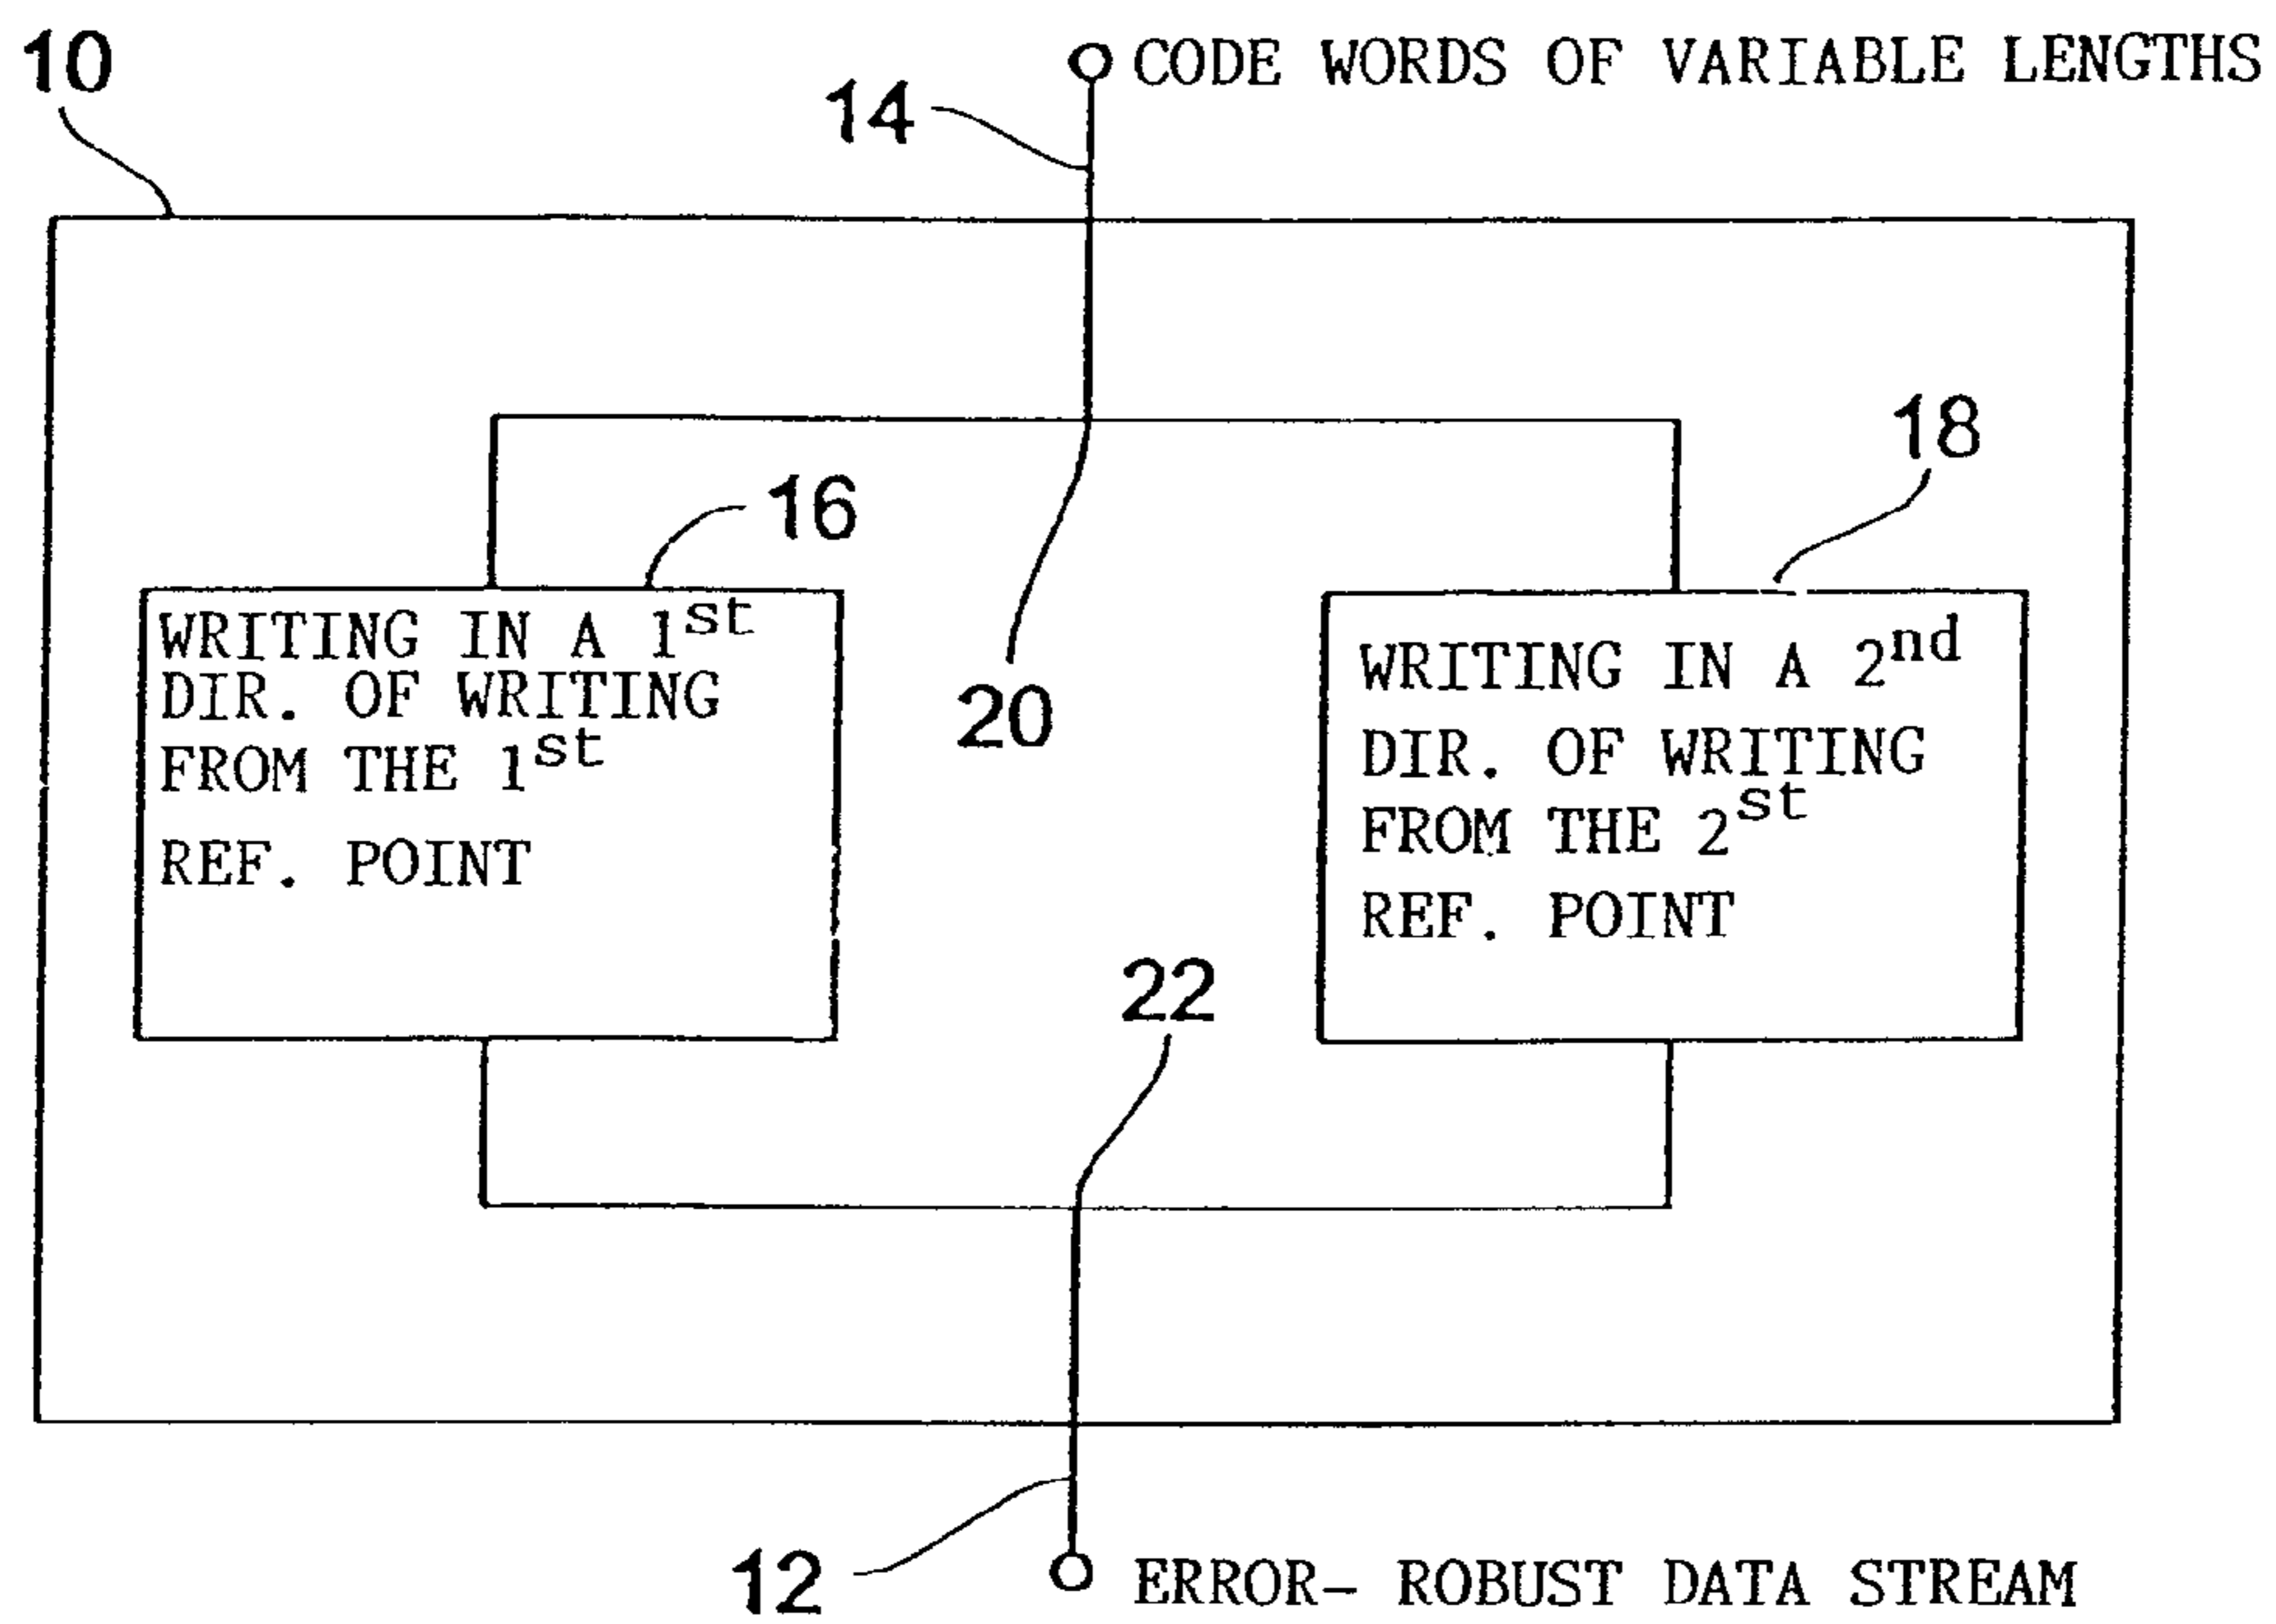 10
CODE WORDS OF VARIABLE LENGTHS
14
18
16
WRITING IN A 1st
DIR. OF WRITING
FROM THE 1st
REF. POINT
20
WRITING IN A 2nd
DIR. OF WRITING
FROM THE 2st
REF. POINT
22
12
ERROR- ROBUST DATA STREAM